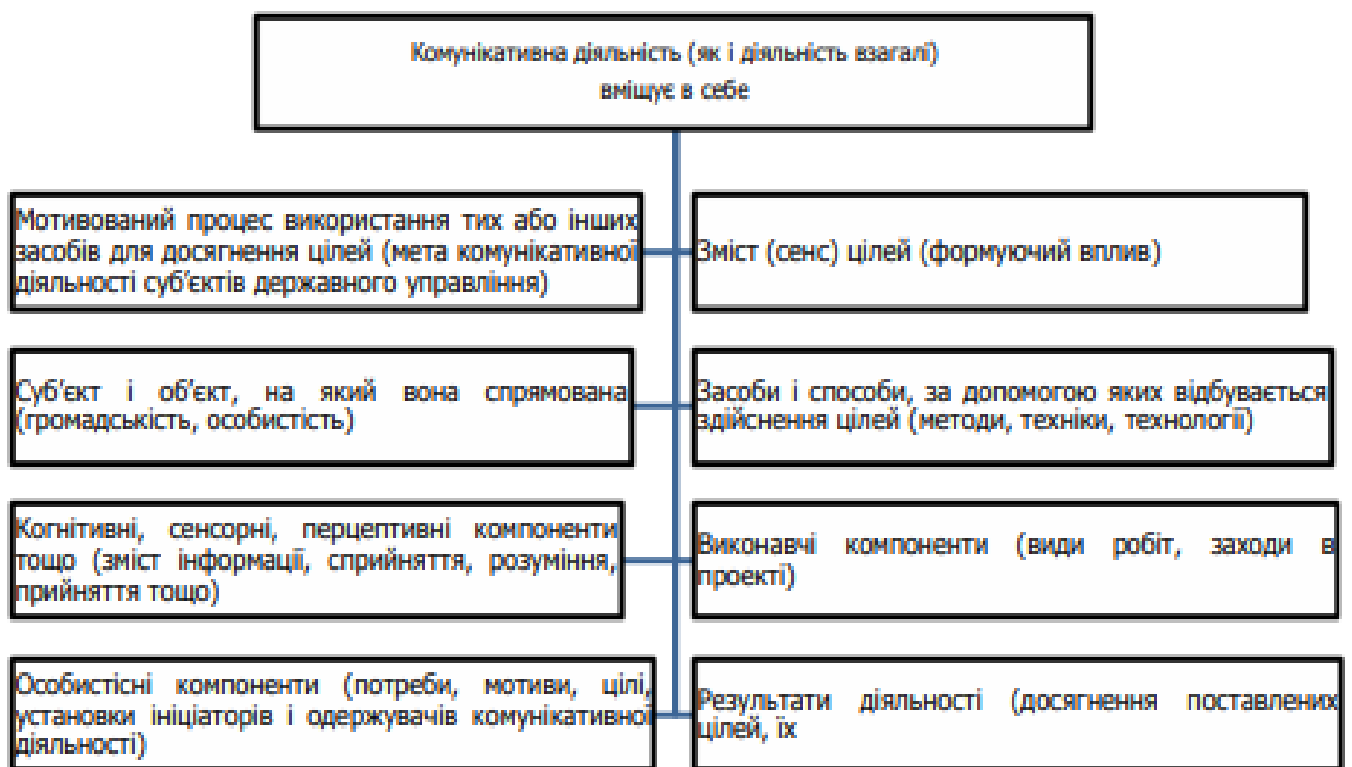 Комунікативна діяльність (як і діяльність взагалі)
вміщує в себе
Мотивований процес використання тих або інших
засобів для досягнення цілей (мета комунікативної
діяльності суб’єктів державного управління)
Зміст (сенс) цілей (формуючий вплив)
Суб’єкт і об’єкт, на який вона спрямована
(громадськість, особистість)
Засоби і способи, за допомогою яких відбувається
здійснення цілей (методи, техніки, технології)
Когнітивні, сенсорні, перцептивні компоненти
тощо (зміст інформації, сприйняття, розуміння,
прийняття тощо)
Виконавчі компоненти (види робіт, заходи в
проекті)
Особистісні компоненти (потреби, мотиви, цілі,
установки ініціаторів і одержувачів комунікативної
діяльності)
Результати діяльності (досягнення поставлених
цілей, їх